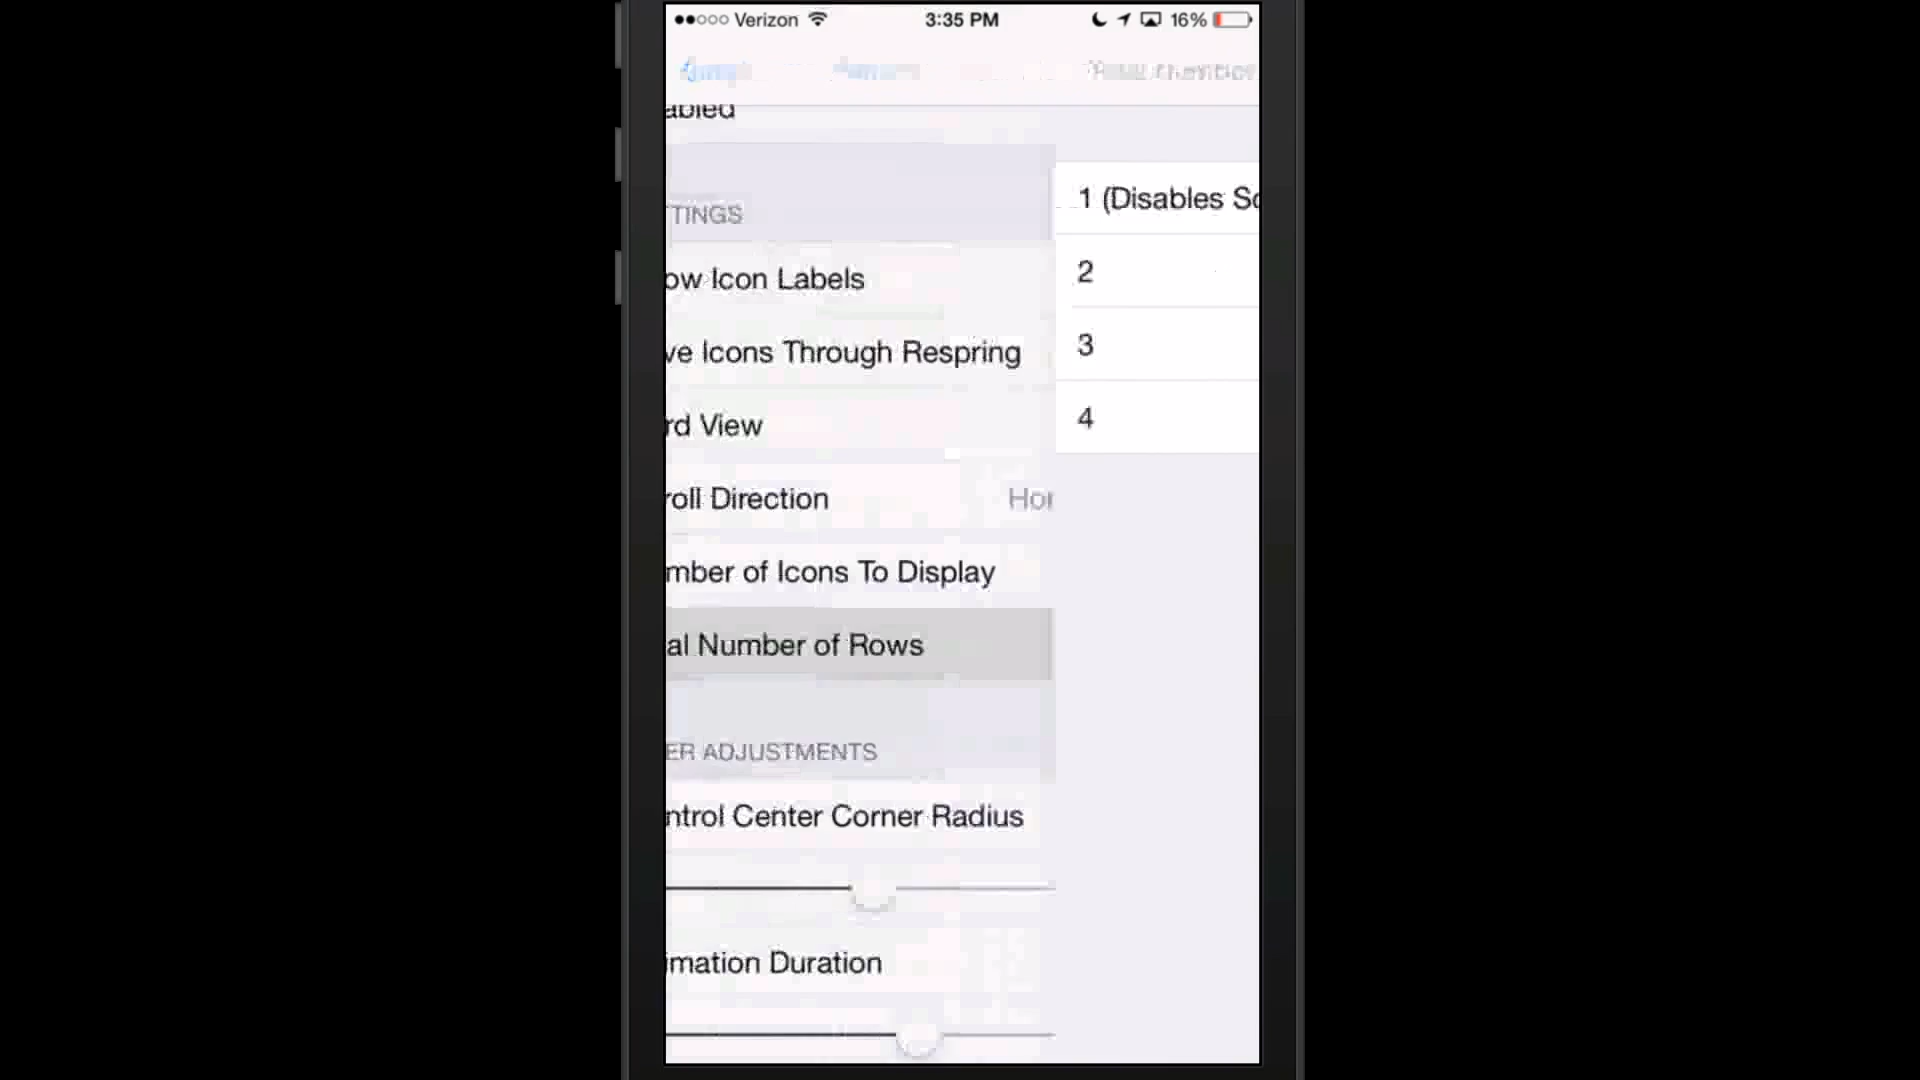 Verizon 3:35 PM 16%
abled
TTINGS
ow Icon Labels
ve Icons Through Respring
rd View
roll Direction Hor
mber of Icons To Display
al Number of Rows
ER ADJUSTMENTS
ntrol Center Corner Radius
imation Duration
1 (Disables Sc
2
3
4